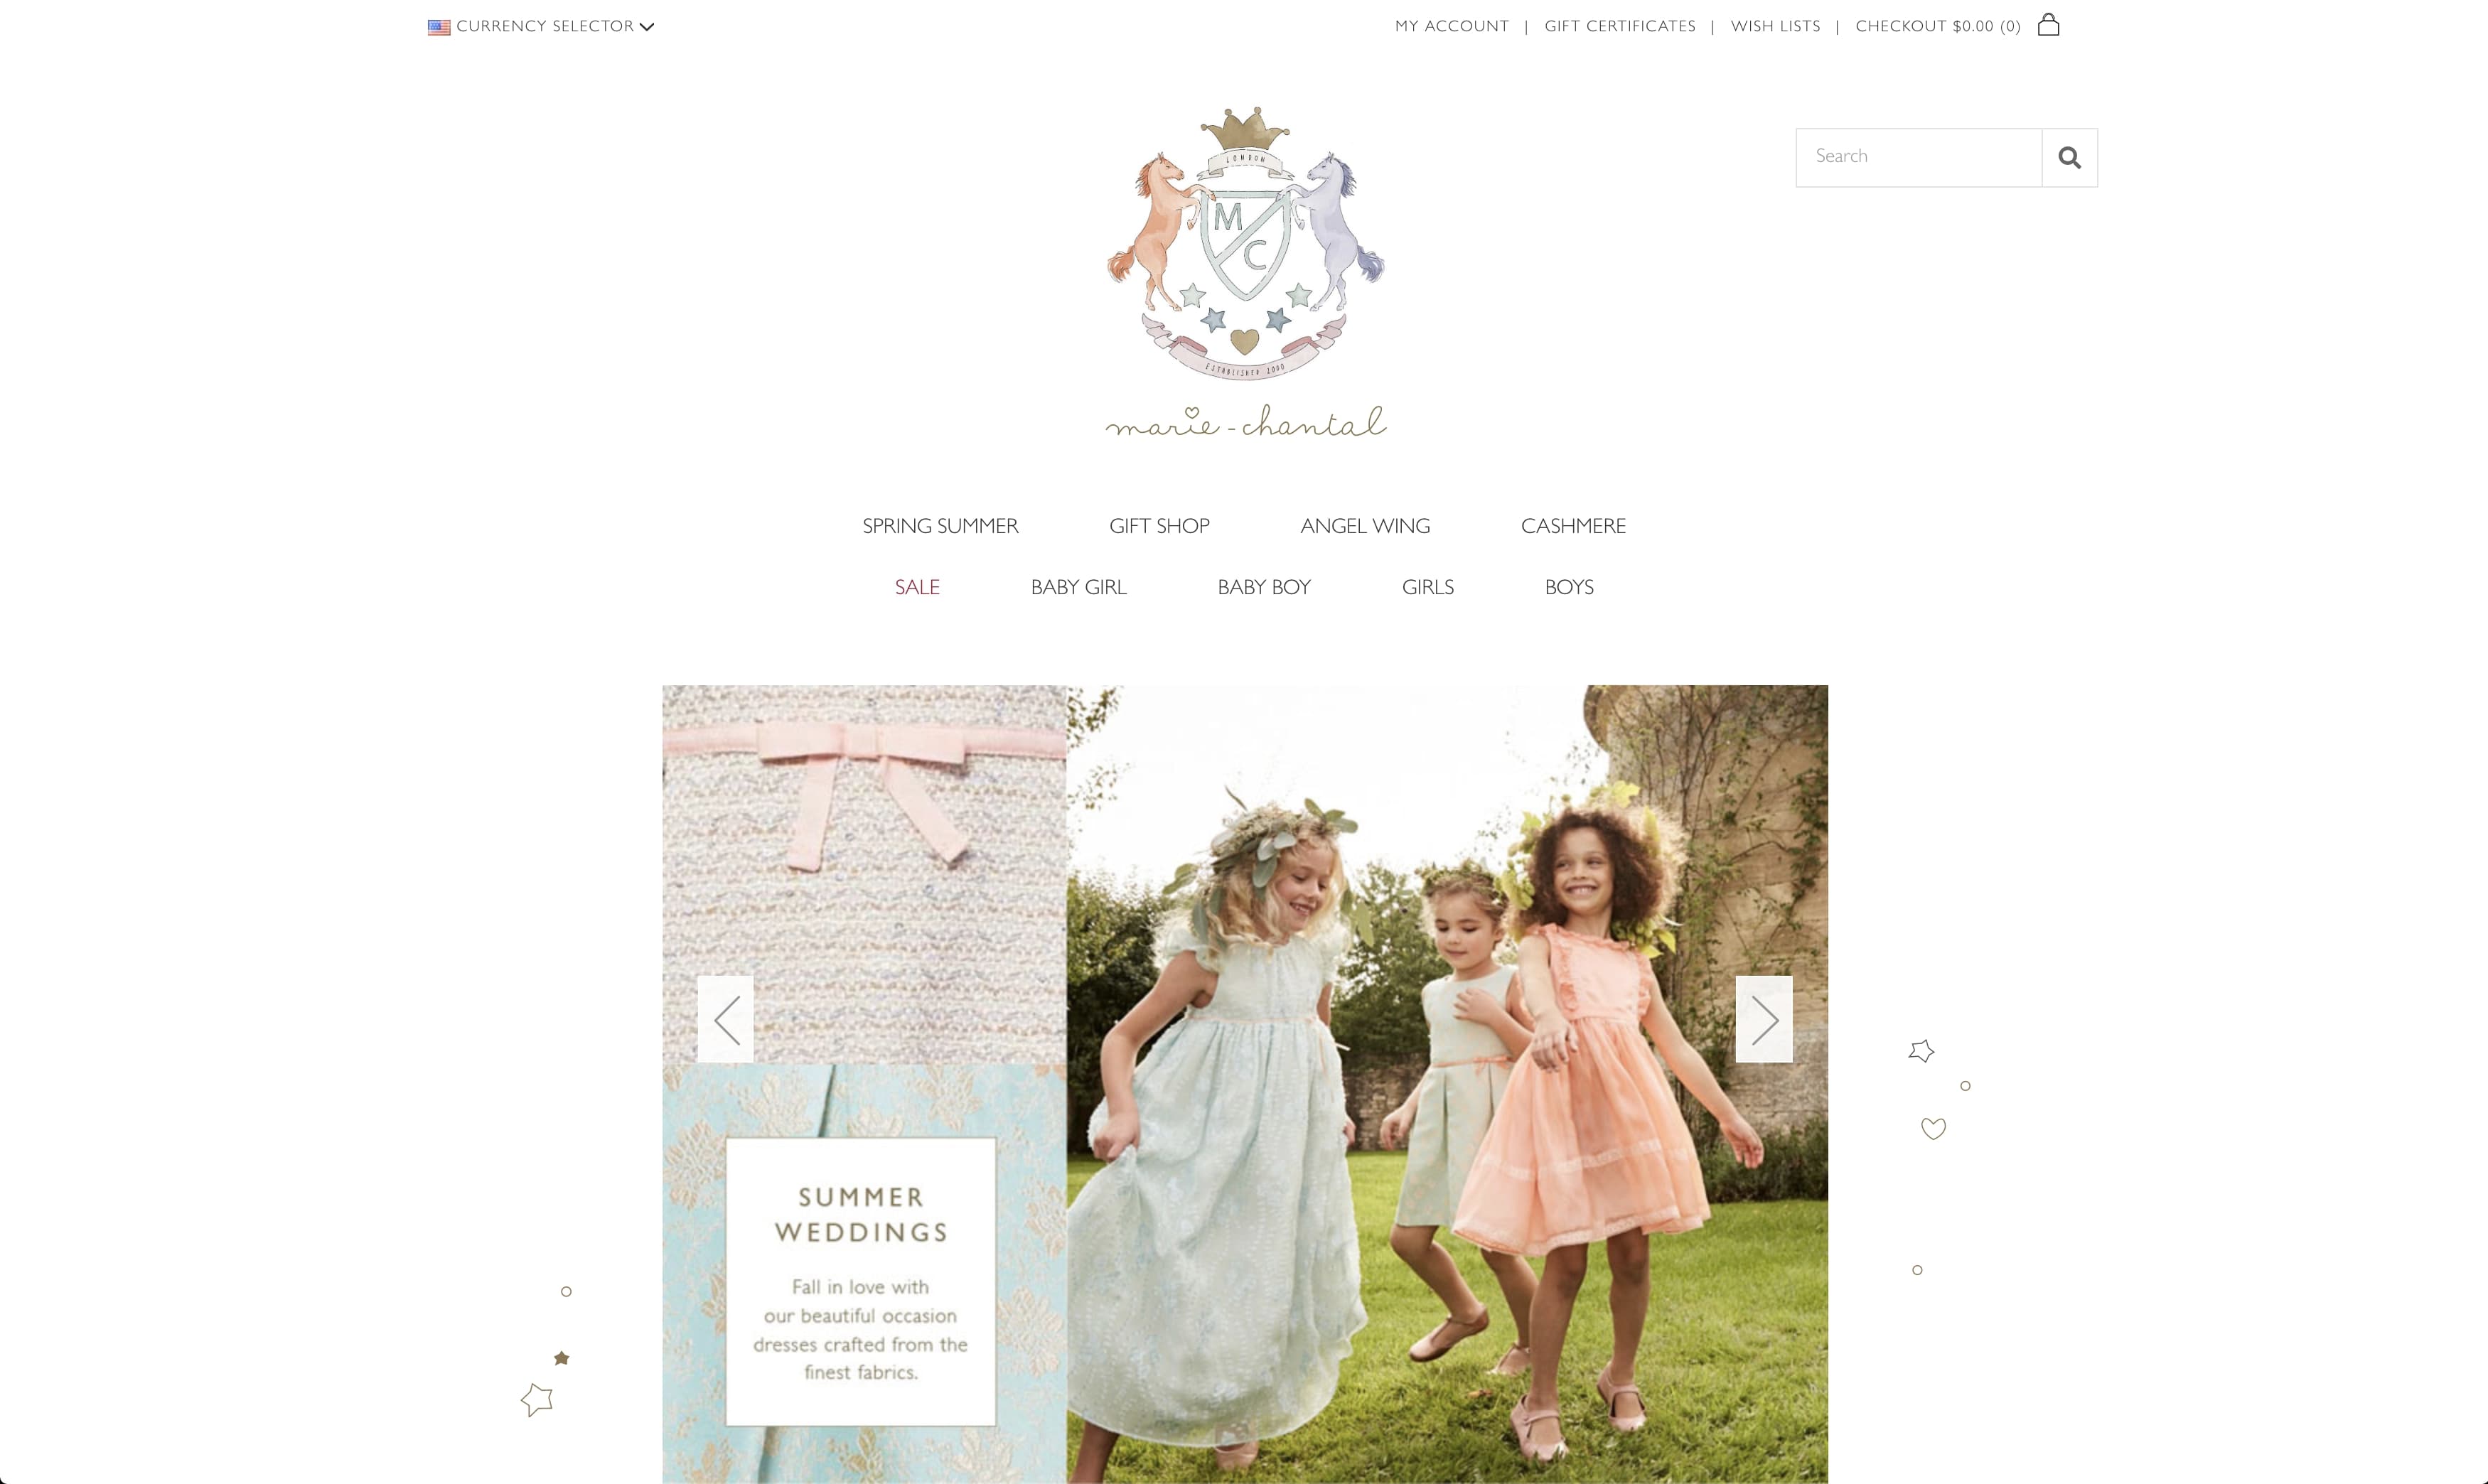 CURRENCY SELECTOR
MY ACCOUNT | GIFT CERTIFICATES | WISH LISTS | CHECKOUT $0.00 (0)
Search
LONDON
M
C
ESTABLISHED 2000
marie-chantal
SPRING SUMMER GIFT SHOP ANGEL WING CASHMERE
SALE BABY GIRL BABY BOY GIRLS BOYS
SUMMER
WEDDINGS
Fall in love with
our beautiful occasion
dresses crafted from the
finest fabrics.